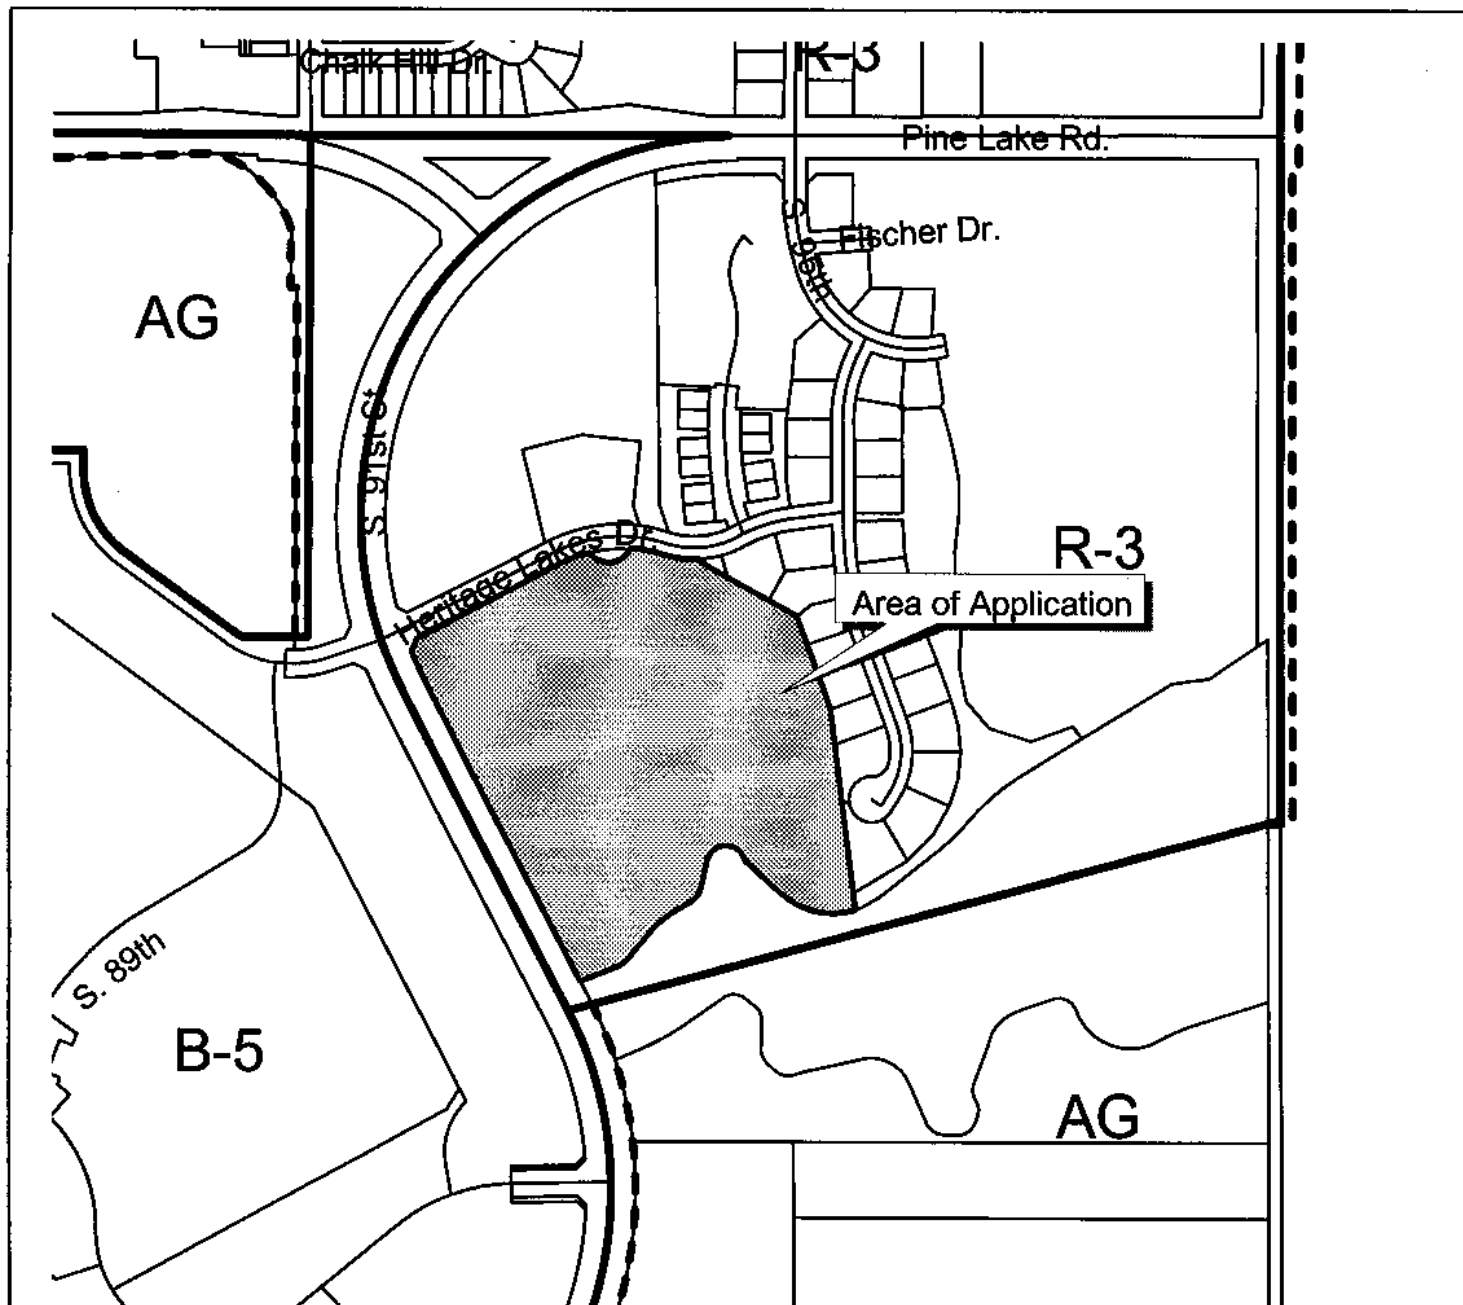 Chalk Hill Dr.
R-3
Pine Lake Rd.
S. 95th
Fischer Dr.
AG
S. 91st St.
Heritage Lakes Dr.
R-3
Area of Application
S. 89th
B-5
AG